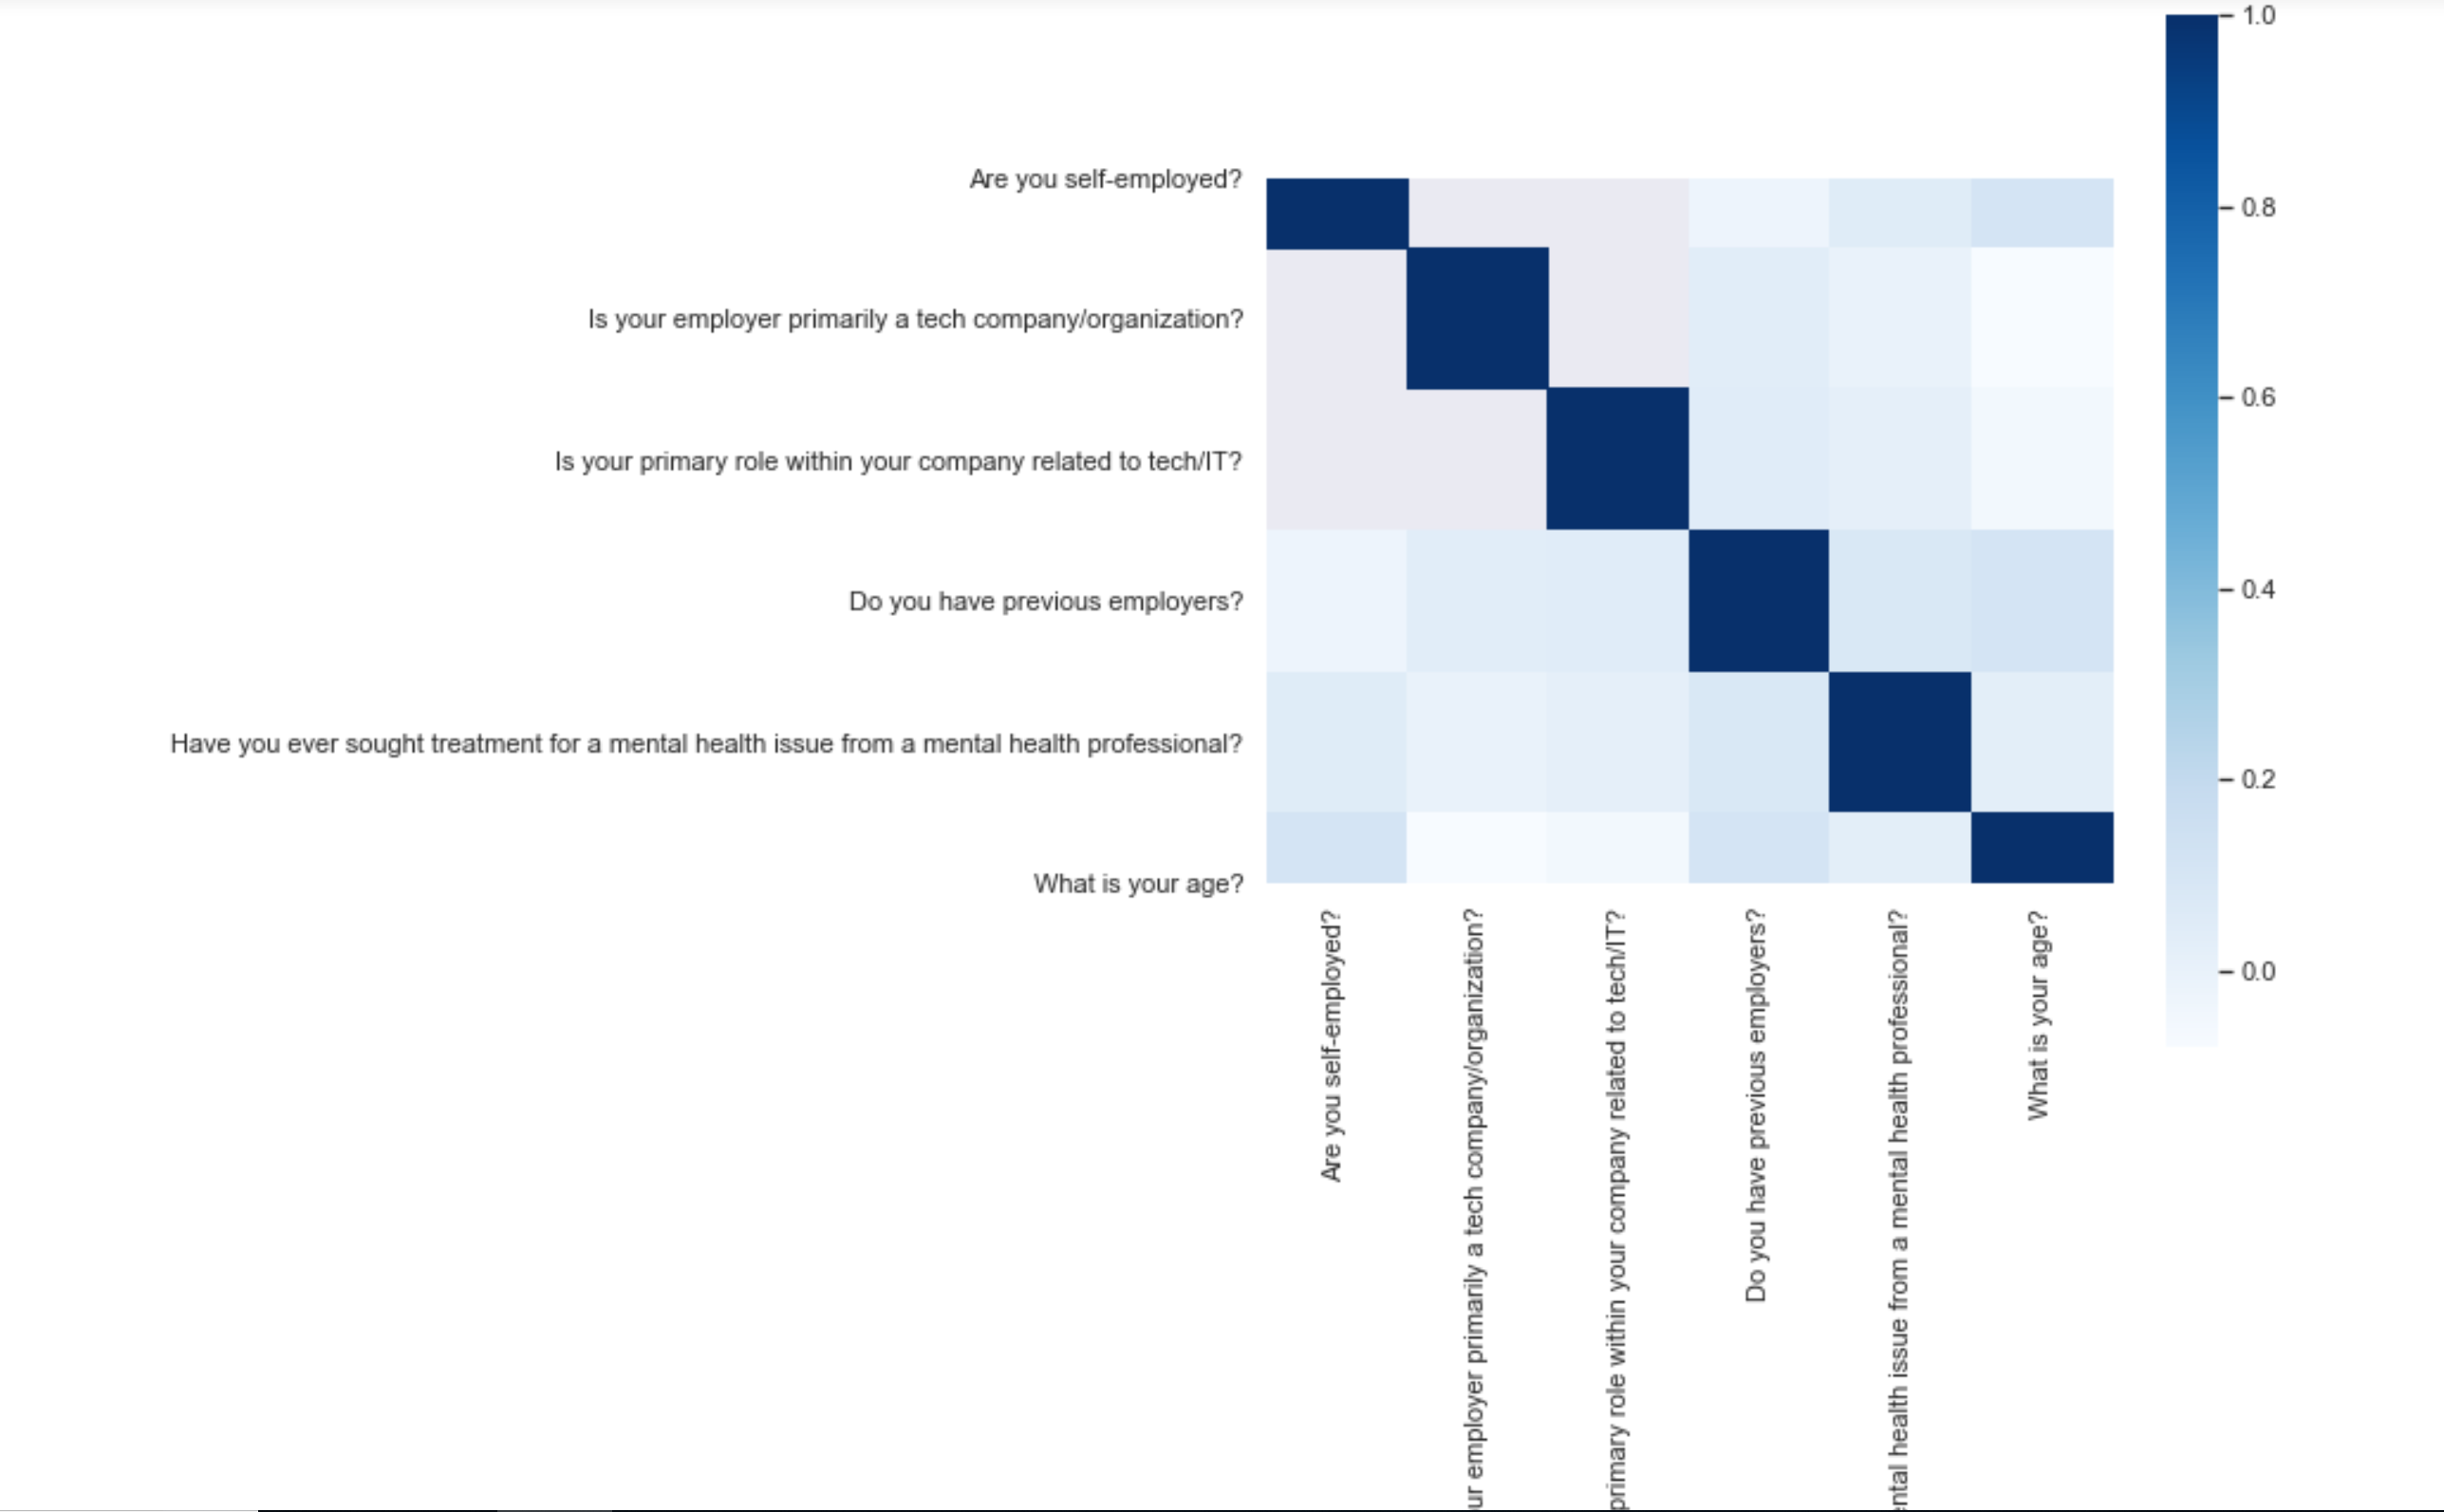 1.0
0.8
0.6
0.4
0.2
0.0
Are you self-employed?
Is your employer primarily a tech company/organization?
Is your primary role within your company related to tech/IT?
Do you have previous employers?
Have you ever sought treatment for a mental health issue from a mental health professional?
What is your age?
Are you self-employed?
employer primarily a tech company/organization?
primary role within your company related to tech/IT?
Do you have previous employers?
health issue from a mental health professional?
What is your age?